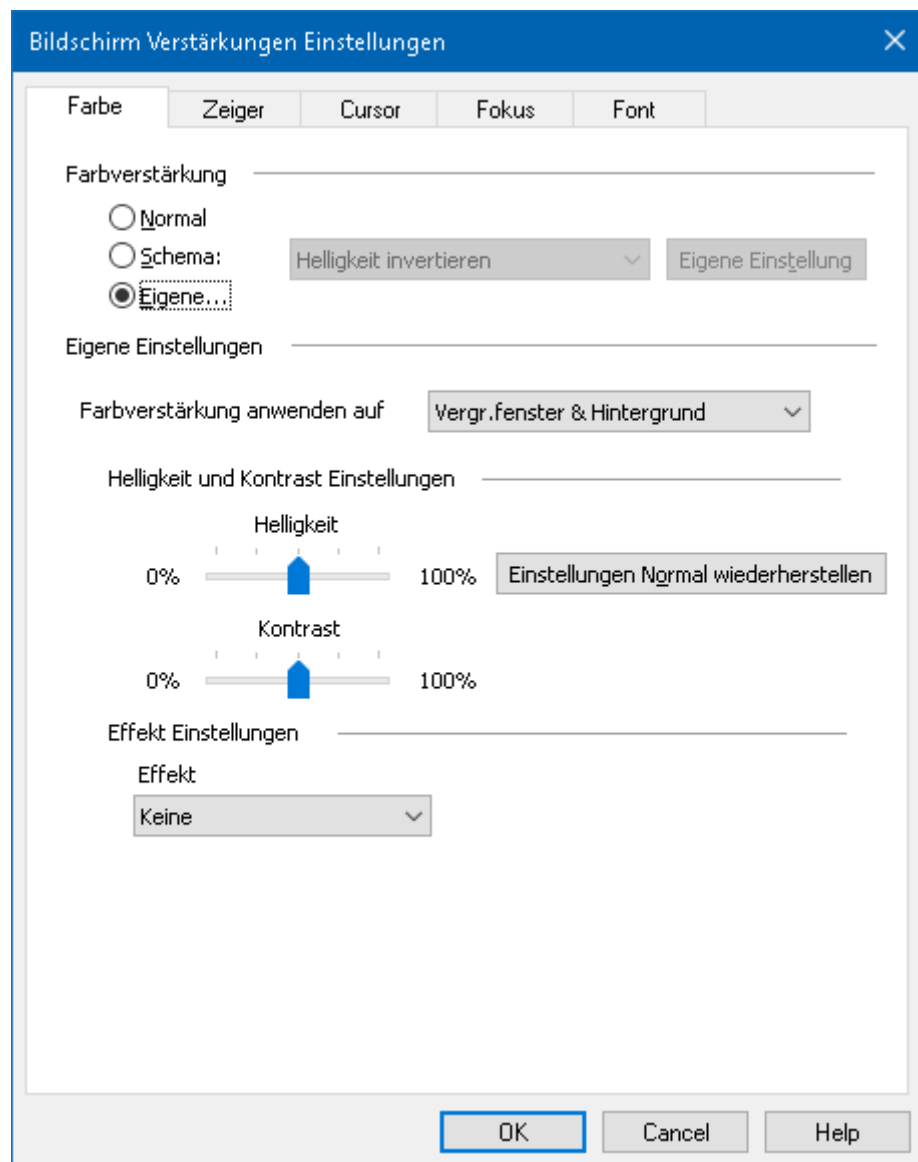 Bildschirm Verstärkungen Einstellungen
Farbe Zeiger Cursor Fokus Font
Farbverstärkung
Normal
Schema: Helligkeit invertieren Eigene Einstellung
Eigene...
Eigene Einstellungen
Farbverstärkung anwenden auf Vergr.fenster & Hintergrund
Helligkeit und Kontrast Einstellungen
Helligkeit
0% 100% Einstellungen Normal wiederherstellen
Kontrast
0% 100%
Effekt Einstellungen
Effekt
Keine
OK Cancel Help